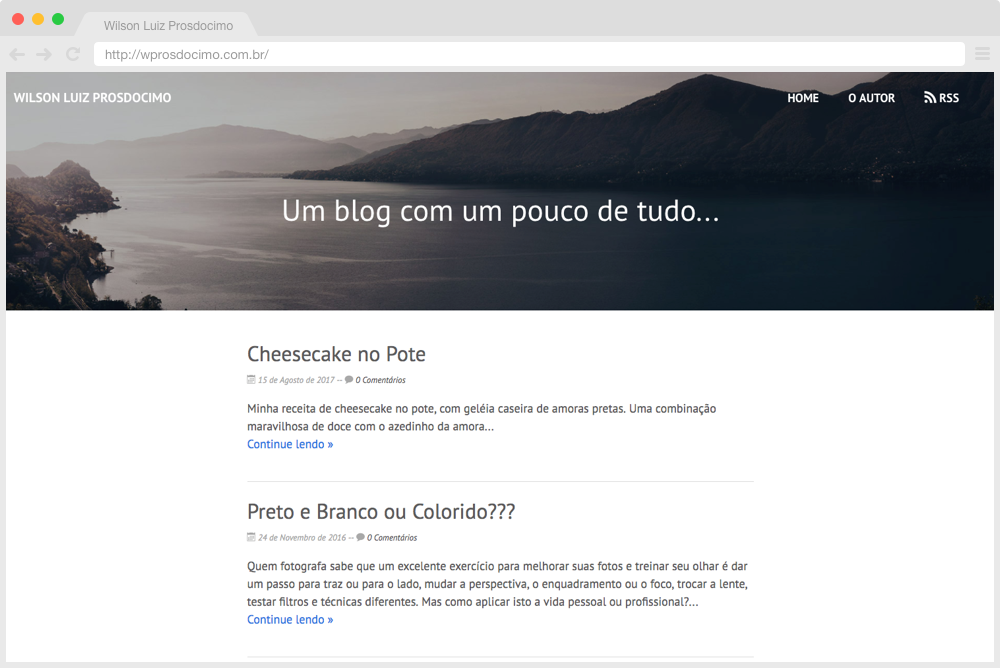 Wilson Luiz Prosdocimo
http://wprosdocimo.com.br/
WILSON LUIZ PROSDOCIMO
HOME
O AUTOR
RSS
Um blog com um pouco de tudo...
Cheesecake no Pote
15 de Agosto de 2017 -- 0 Comentários
Minha receita de cheesecake no pote, com geléia caseira de amoras pretas. Uma combinação
maravilhosa de doce com o azedinho da amora...
Continue lendo »
Preto e Branco ou Colorido???
24 de Novembro de 2016 -- 0 Comentários
Quem fotografa sabe que um excelente exercício para melhorar suas fotos e treinar seu olhar é dar
um passo para traz ou para o lado, mudar a perspectiva, o enquadramento ou o foco, trocar a lente,
testar filtros e técnicas diferentes. Mas como aplicar isto a vida pessoal ou profissional?...
Continue lendo »